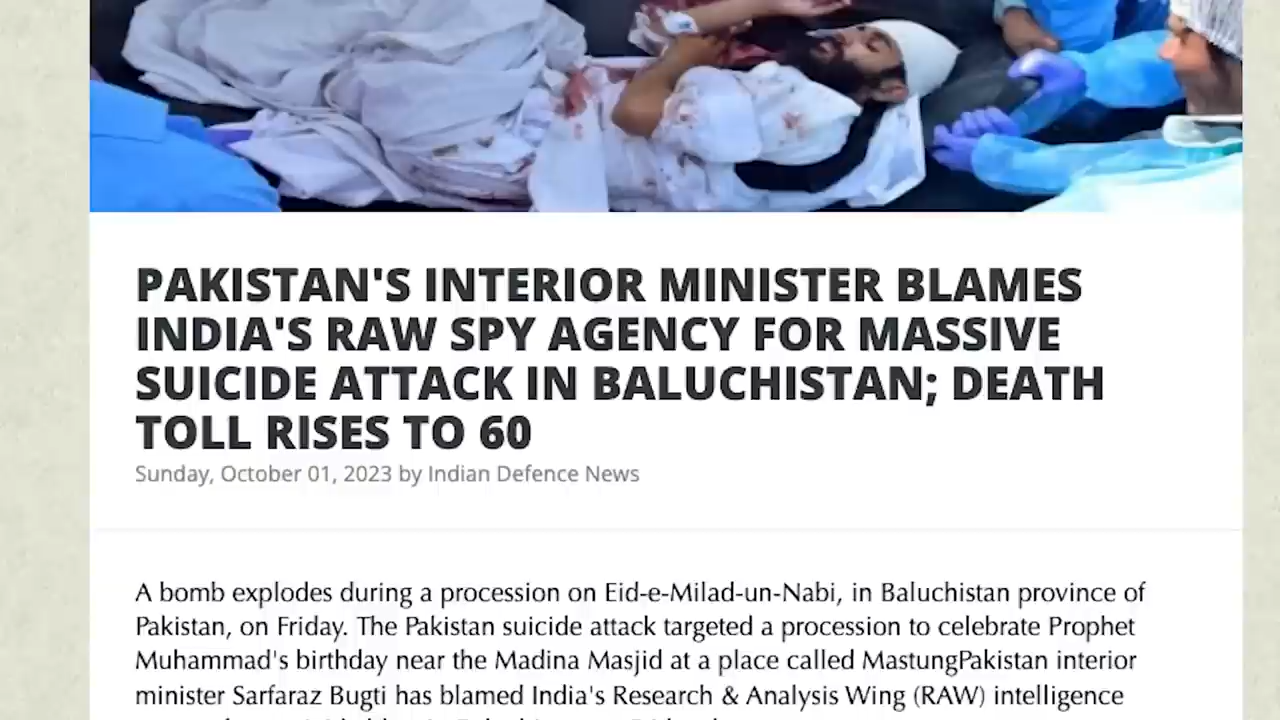 PAKISTAN'S INTERIOR MINISTER BLAMES
INDIA'S RAW SPY AGENCY FOR MASSIVE
SUICIDE ATTACK IN BALUCHISTAN; DEATH
TOLL RISES TO 60
Sunday, October 01, 2023 by Indian Defence News
A bomb explodes during a procession on Eid-e-Milad-un-Nabi, in Baluchistan province of
Pakistan, on Friday. The Pakistan suicide attack targeted a procession to celebrate Prophet
Muhammad's birthday near the Madina Masjid at a place called MastungPakistan interior
minister Sarfaraz Bugti has blamed India's Research & Analysis Wing (RAW) intelligence